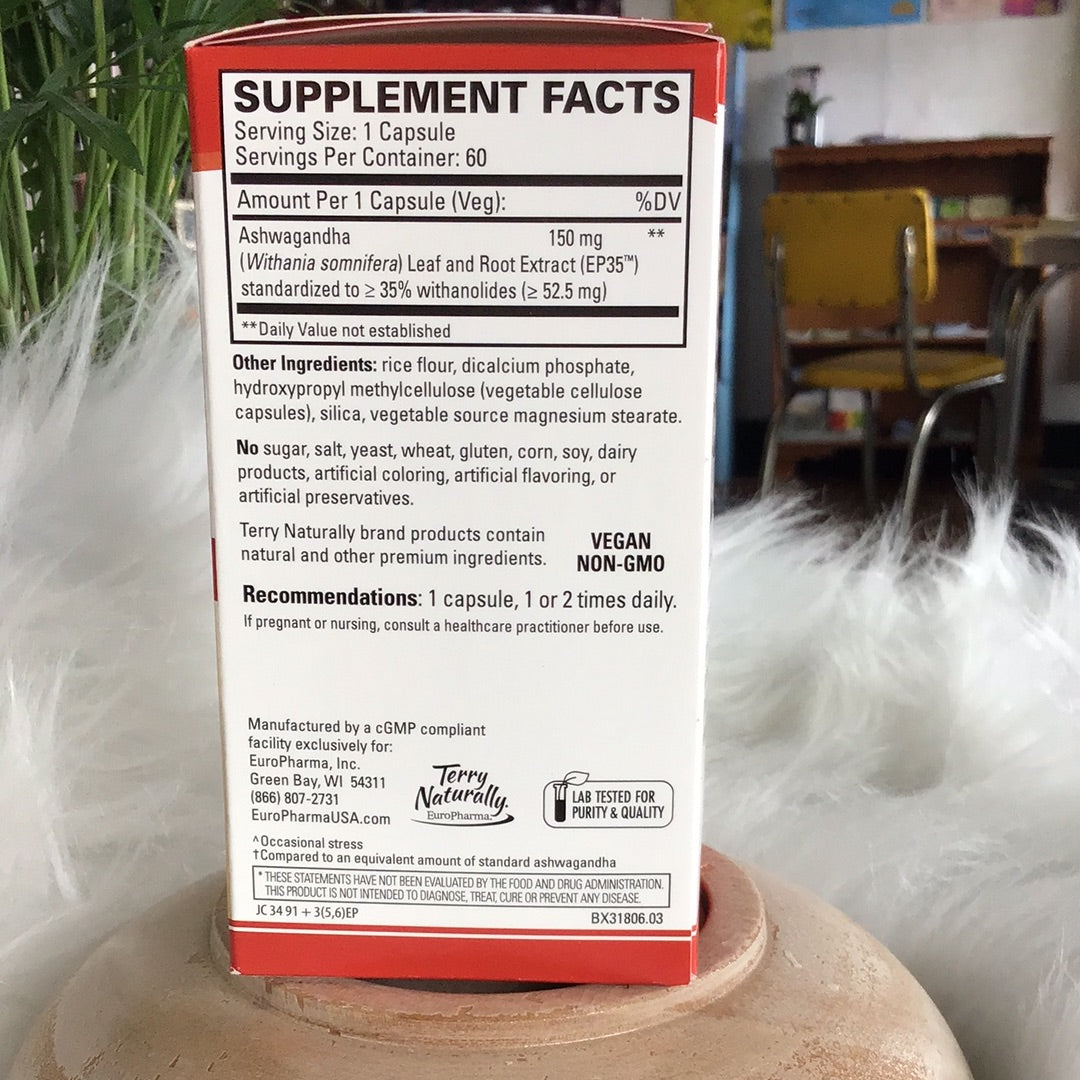 SUPPLEMENT FACTS
Serving Size: 1 Capsule
Servings Per Container: 60
Amount Per 1 Capsule (Veg): %DV
Ashwagandha 150 mg **
(Withania somnifera) Leaf and Root Extract (EP35™)
standardized to ≥ 35% withanolides (≥ 52.5 mg)
**Daily Value not established
Other Ingredients: rice flour, dicalcium phosphate,
hydroxypropyl methylcellulose (vegetable cellulose
capsules), silica, vegetable source magnesium stearate.
No sugar, salt, yeast, wheat, gluten, corn, soy, dairy
products, artificial coloring, artificial flavoring, or
artificial preservatives.
Terry Naturally brand products contain
natural and other premium ingredients.
VEGAN
NON-GMO
Recommendations: 1 capsule, 1 or 2 times daily.
If pregnant or nursing, consult a healthcare practitioner before use.
Manufactured by a cGMP compliant
facility exclusively for:
EuroPharma, Inc.
Green Bay, WI 54311
(866) 807-2731
EuroPharmaUSA.com
Terry
Naturally.
EuroPharma
LAB TESTED FOR
PURITY & QUALITY
^Occasional stress
†Compared to an equivalent amount of standard ashwagandha
* THESE STATEMENTS HAVE NOT BEEN EVALUATED BY THE FOOD AND DRUG ADMINISTRATION.
THIS PRODUCT IS NOT INTENDED TO DIAGNOSE, TREAT, CURE OR PREVENT ANY DISEASE.
JC 34 91 + 3(5,6)EP
BX31806.03